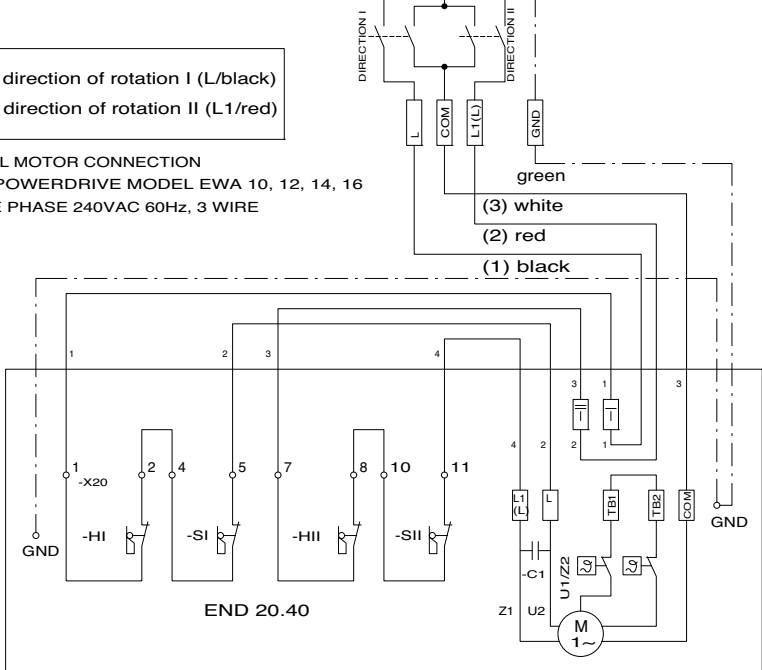 DIRECTION I
DIRECTION II
direction of rotation I (L/black)
direction of rotation II (L1/red)
L
COM
L1(L)
GND
L MOTOR CONNECTION
POWERDRIVE MODEL EWA 10, 12, 14, 16
E PHASE 240VAC 60Hz, 3 WIRE
green
(3) white
(2) red
(1) black
1
2
3
4
3
1
3
4
2
2
1
II
I
1
2
4
5
7
8
10
11
-X20
L1
(L)
L
TB1
TB2
COM
GND
GND
-HI
-SI
-HII
-SII
-C1
U1/Z2
END 20.40
Z1
U2
M
1~